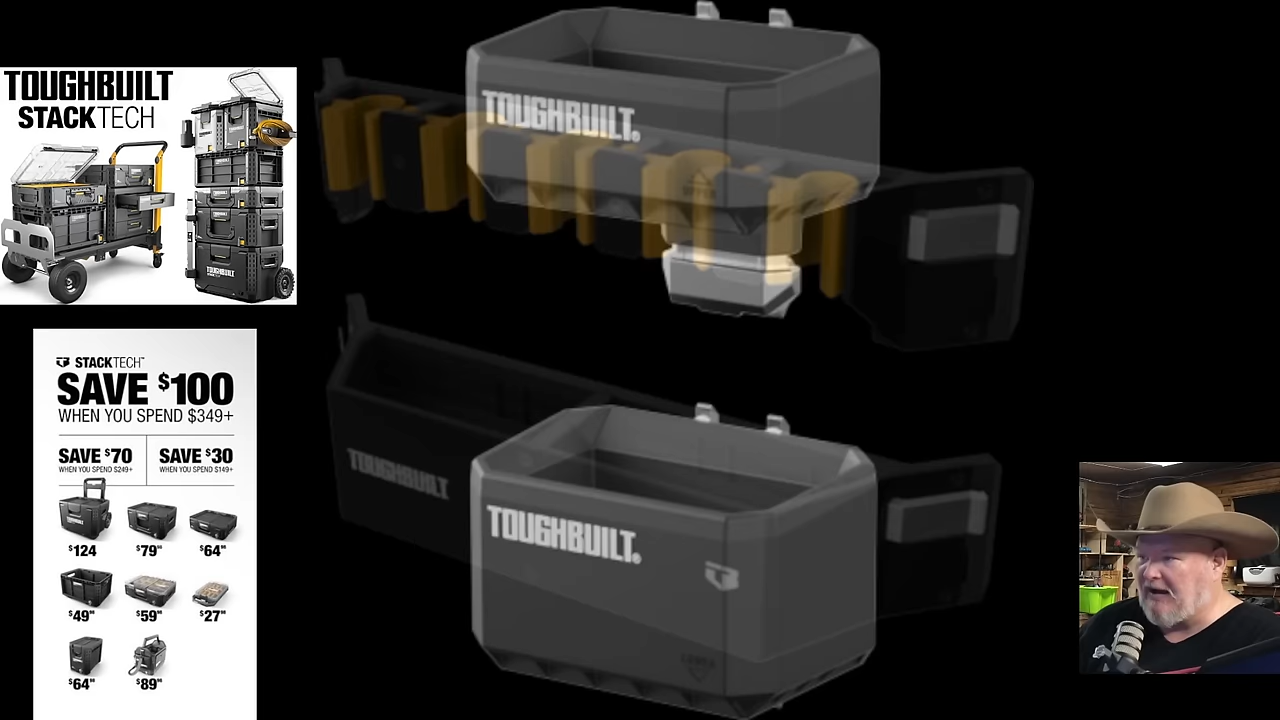 TOUGHBUILT
STACKTECH
TOUGHBUILT
STACKTECH™
SAVE $100
WHEN YOU SPEND $349+
SAVE $70
WHEN YOU SPEND $249+
SAVE $30
WHEN YOU SPEND $149+
$124
$79
$64
$49
$59
$27
$64
$89
TOUGHBUILT®
TOUGHBUILT
TOUGHBUILT®